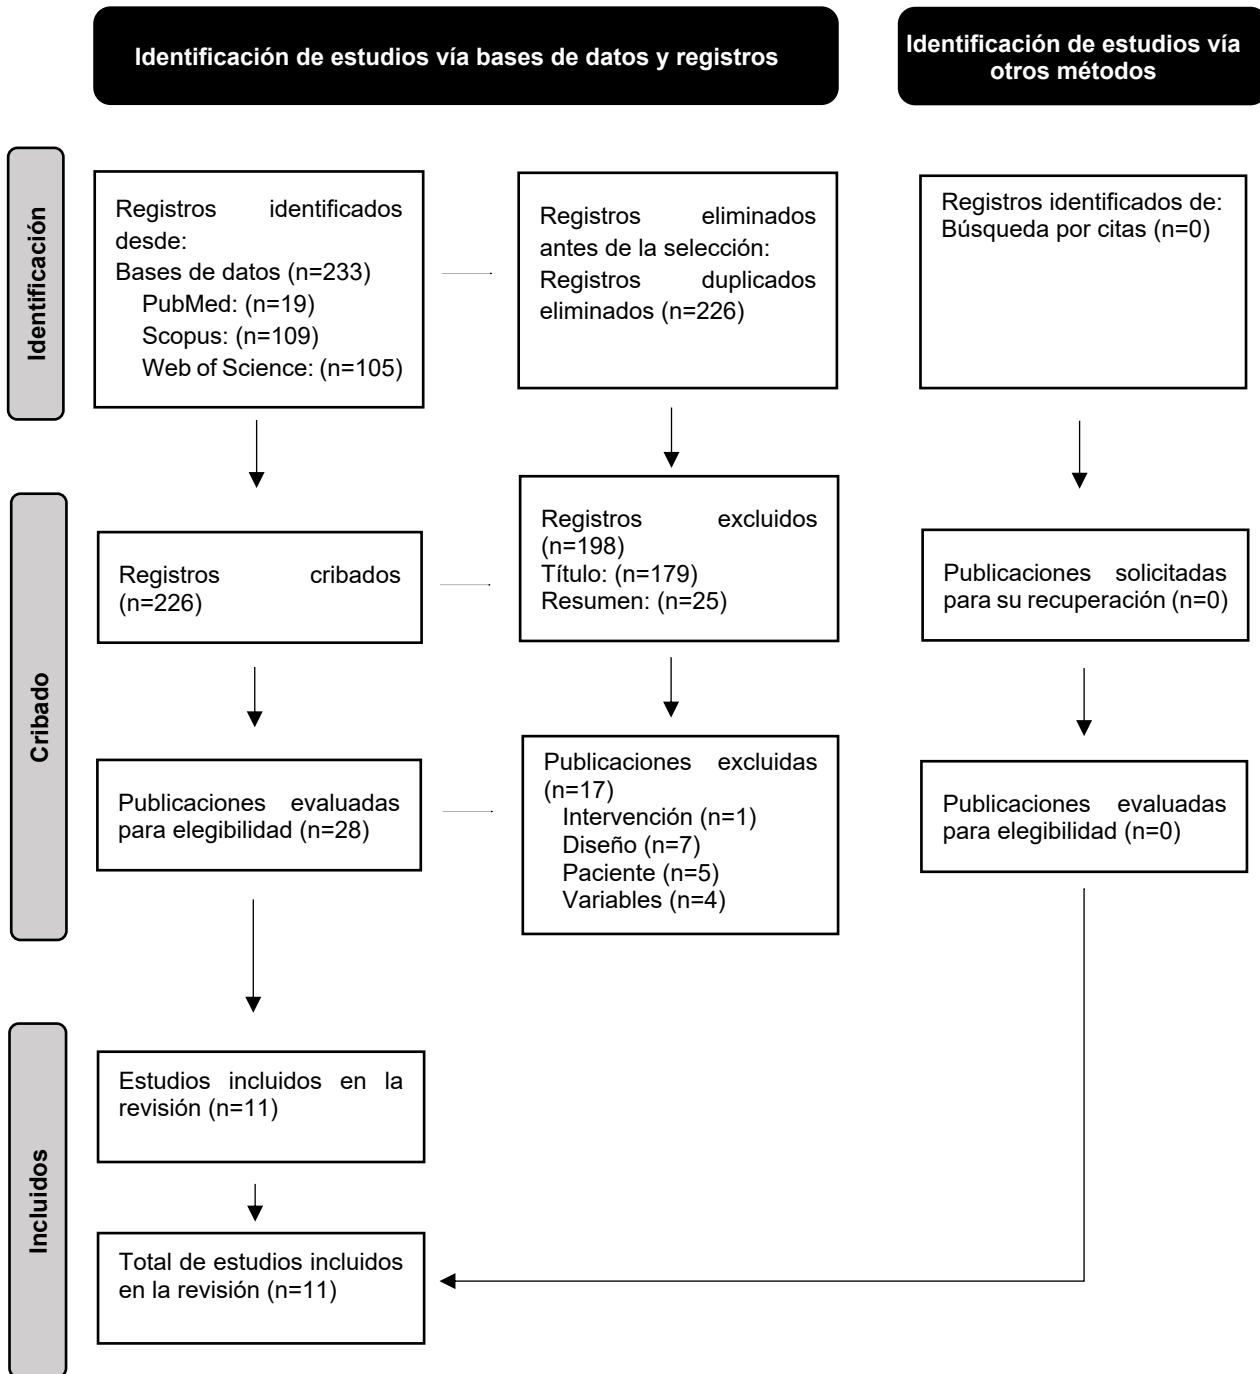 Identificación de estudios vía bases de datos y registros
Identificación de estudios vía
otros métodos
Identificación
Registros identificados
desde:
Bases de datos (n=233)
PubMed: (n=19)
Scopus: (n=109)
Web of Science: (n=105)
Registros eliminados
antes de la selección:
Registros duplicados
eliminados (n=226)
Registros identificados de:
Búsqueda por citas (n=0)
Cribado
Registros cribados
(n=226)
Registros excluidos
(n=198)
Título: (n=179)
Resumen: (n=25)
Publicaciones solicitadas
para su recuperación (n=0)
Publicaciones evaluadas
para elegibilidad (n=28)
Publicaciones excluidas
(n=17)
Intervención (n=1)
Diseño (n=7)
Paciente (n=5)
Variables (n=4)
Publicaciones evaluadas
para elegibilidad (n=0)
Incluidos
Estudios incluidos en la
revisión (n=11)
Total de estudios incluidos
en la revisión (n=11)